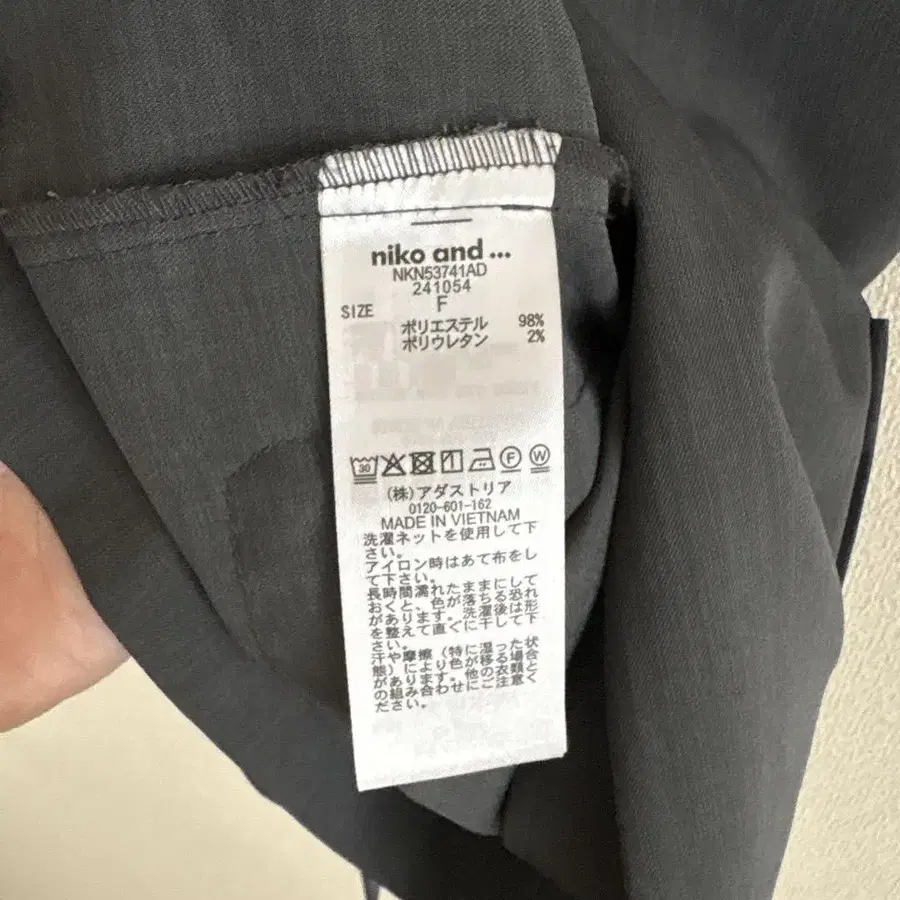 niko and ...
NKN53741AD
241054
SIZE F
ポリエステル 98%
ポリウレタン 2%
30
F W
(株)アダストリア
0120-601-162
MADE IN VIETNAM
洗濯ネットを使用して下
さい。
アイロン時はあて布をし
て下さい。
長時間濡れたままにして
おくと、色が落ちる恐れ
があります。洗濯後は形
を整えて直ぐに干して下
さい。
汗や摩擦（特に湿った状
態）により色が移る場合
があります。他の衣類と
の組み合わせにご注意く
ださい。